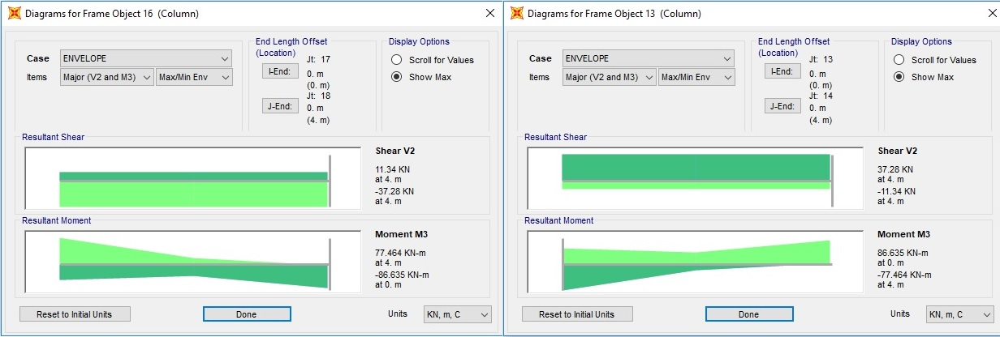 Diagrams for Frame Object 16 (Column)
End Length Offset
(Location)
Display Options
Case
ENVELOPE
Items
Major (V2 and M3)
Max/Min Env
I-End:
Jt: 17
0. m
(0. m)
J-End:
Jt: 18
0. m
(4. m)
Scroll for Values
Show Max
Resultant Shear
Shear V2
11.34 KN
at 4. m
-37.28 KN
at 4. m
Resultant Moment
Moment M3
77.464 KN-m
at 4. m
-86.635 KN-m
at 0. m
Reset to Initial Units
Done
Units
KN, m, C
Diagrams for Frame Object 13 (Column)
End Length Offset
(Location)
Display Options
Case
ENVELOPE
Items
Major (V2 and M3)
Max/Min Env
I-End:
Jt: 13
0. m
(0. m)
J-End:
Jt: 14
0. m
(4. m)
Scroll for Values
Show Max
Resultant Shear
Shear V2
37.28 KN
at 4. m
-11.34 KN
at 4. m
Resultant Moment
Moment M3
86.635 KN-m
at 0. m
-77.464 KN-m
at 4. m
Reset to Initial Units
Done
Units
KN, m, C